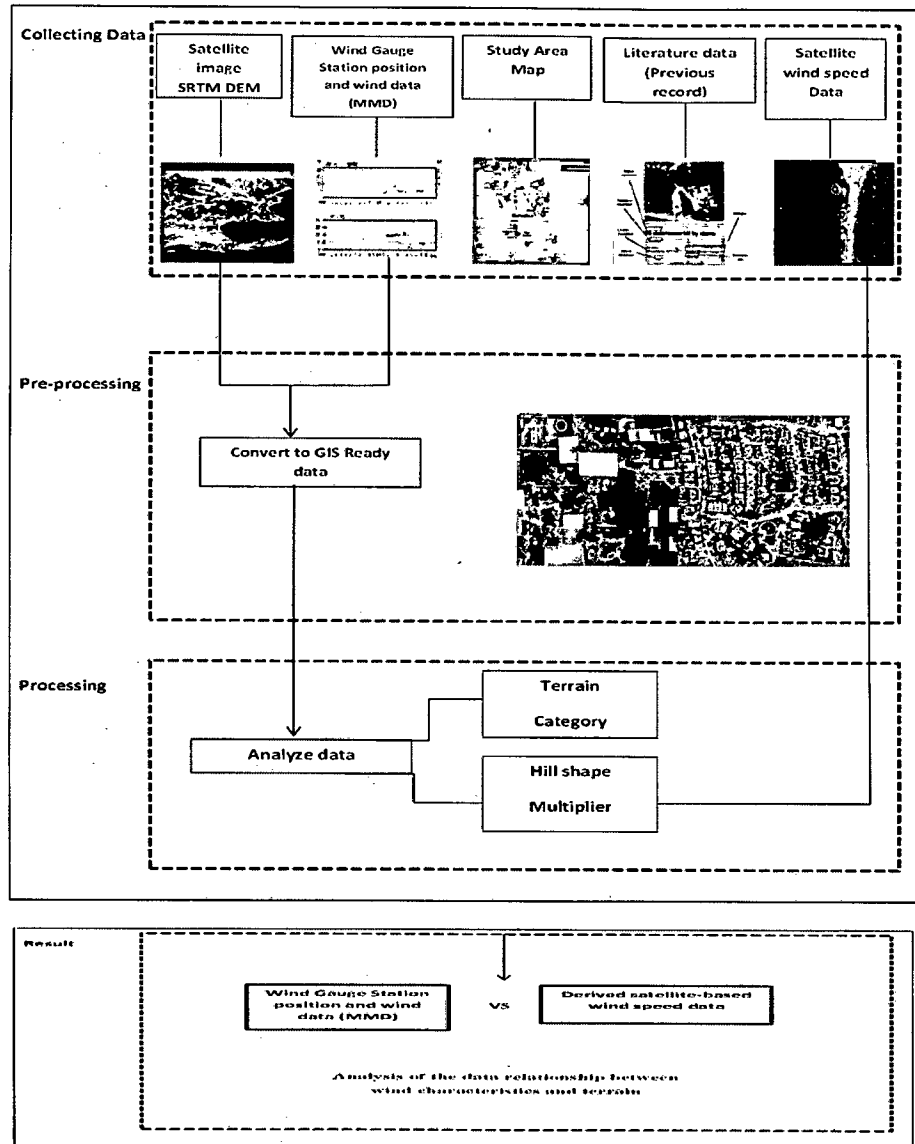 Collecting Data
Satellite
image
SRTM DEM
Wind Gauge
Station position
and wind data
(MMD)
Study Area
Map
Literature data
(Previous
record)
Satellite
wind speed
Data
Pre-processing
Convert to GIS Ready
data
Processing
Analyze data
Terrain
Category
Hill shape
Multiplier
Result
Wind Gauge Station
position and wind
data (MMD)
VS
Derived satellite-based
wind speed data
Analysis of the data relationship between
wind characteristics and terrain